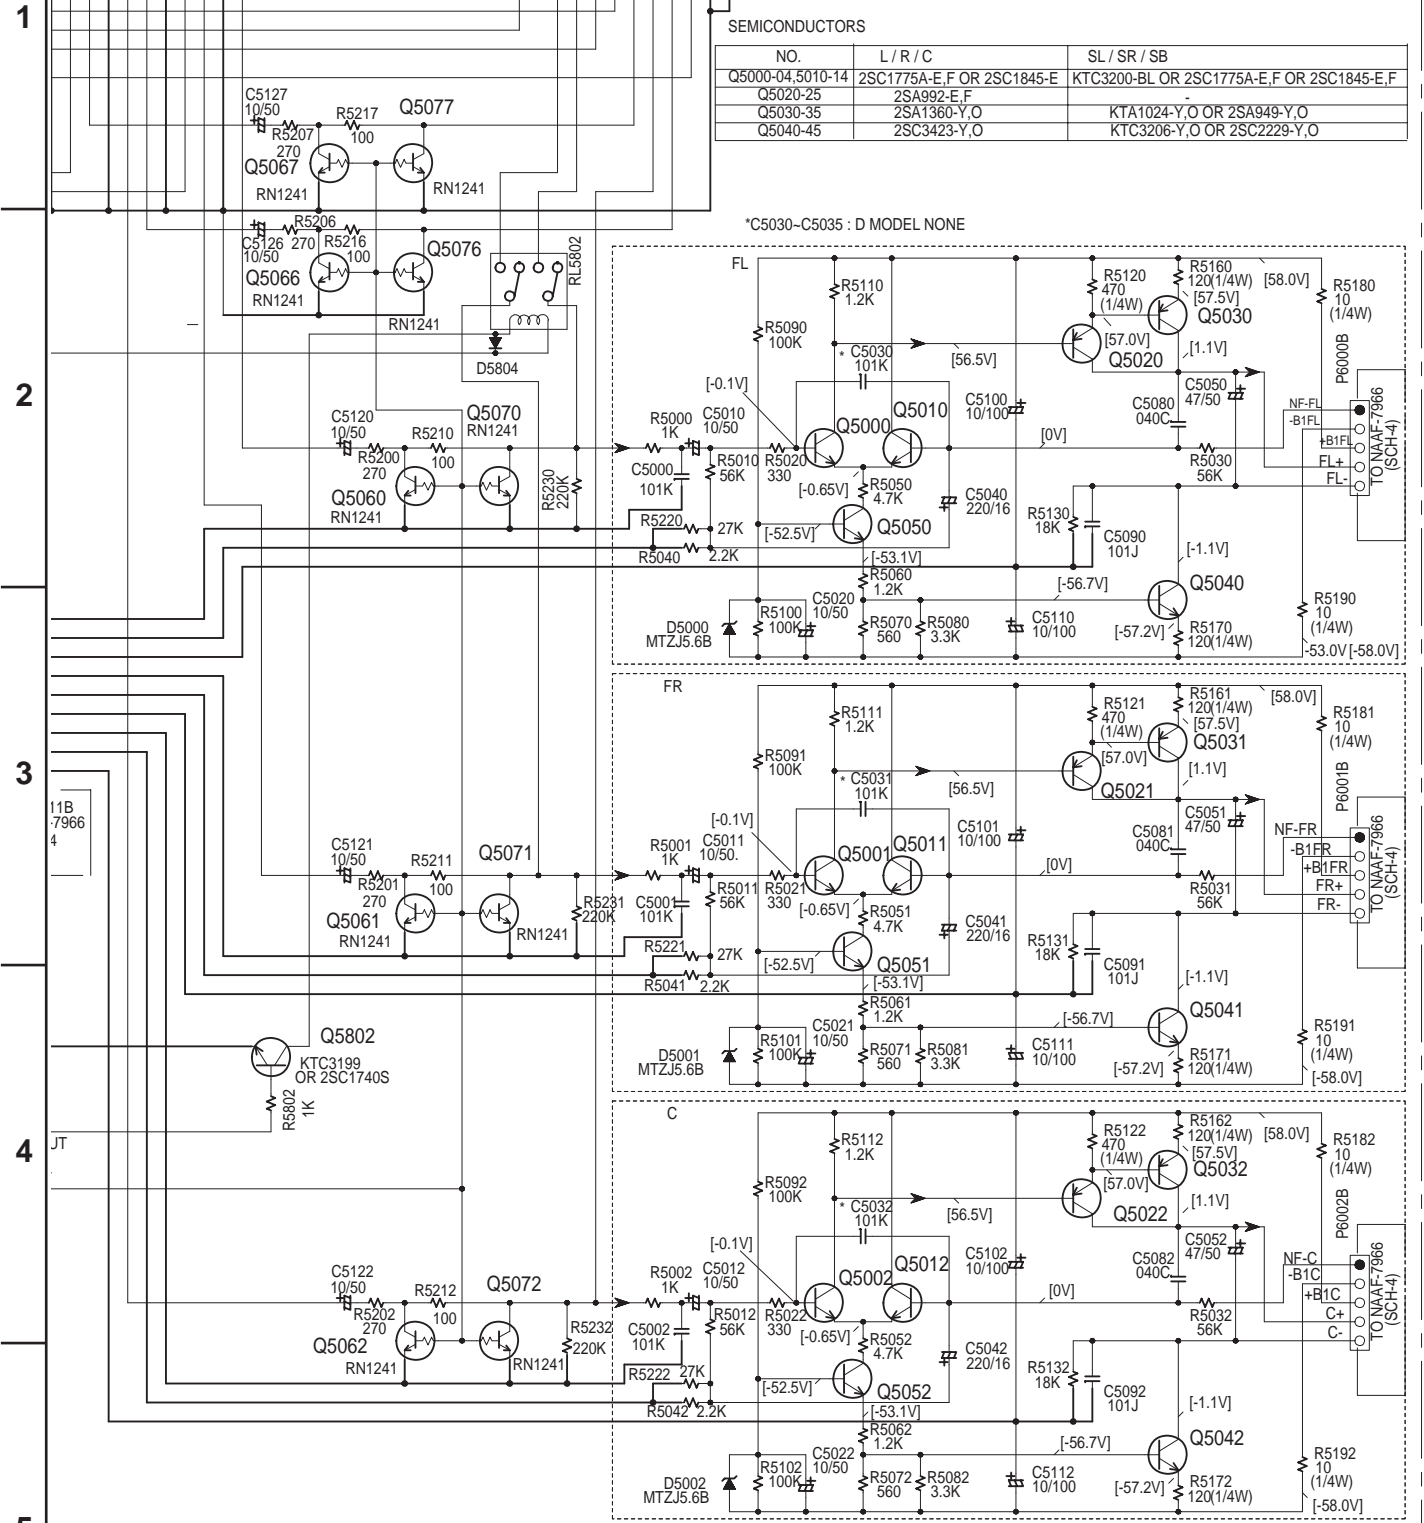 1
SEMICONDUCTORS
NO. L / R / C SL / SR / SB
Q5000-04,5010-14 2SC1775A-E,F OR 2SC1845-E KTC3200-BL OR 2SC1775A-E,F OR 2SC1845-E,F
Q5020-25 2SA992-E,F -
Q5030-35 2SA1360-Y,O KTA1024-Y,O OR 2SA949-Y,O
Q5040-45 2SC3423-Y,O KTC3206-Y,O OR 2SC2229-Y,O
C5127
10/50
R5207
270
R5217
100
Q5077
Q5067
RN1241
RN1241
*C5030~C5035 : D MODEL NONE
C5126
10/50
R5206
270
R5216
100
Q5076
Q5066
RN1241
RN1241
RL5802
D5804
2
C5120
10/50
R5200
270
R5210
100
Q5070
RN1241
Q5060
RN1241
R5230
220K
R5000
1K
C5010
10/50
C5000
101K
R5010
56K
R5220
27K
R5040
2.2K
FL
R5090
100K
R5110
1.2K
* C5030
101K
[-0.1V]
[56.5V]
Q5000
Q5010
R5020
330
[-0.65V]
R5050
4.7K
[-52.5V]
Q5050
[-53.1V]
R5060
1.2K
C5100
10/100
C5040
220/16
[0V]
R5120
470
(1/4W)
R5160
120(1/4W)
[57.5V]
[58.0V]
Q5030
[57.0V]
Q5020
[1.1V]
R5180
10
(1/4W)
C5050
47/50
C5080
040C
R5030
56K
R5130
18K
C5090
101J
[-1.1V]
[-56.7V]
Q5040
[-57.2V]
R5170
120(1/4W)
R5190
10
(1/4W)
-53.0V [-58.0V]
D5000
MTZJ5.6B
R5100
100K
C5020
10/50
R5070
560
R5080
3.3K
C5110
10/100
P6000B
NF-FL
-B1FL
+B1FL
FL+
FL-
TO NAAF-7966
(SCH-4)
3
11B
-7966
4
C5121
10/50
R5201
270
R5211
100
Q5071
Q5061
RN1241
RN1241
R5231
220K
R5001
1K
C5011
10/50.
C5001
101K
R5011
56K
R5221
27K
R5041
2.2K
FR
R5091
100K
R5111
1.2K
* C5031
101K
[-0.1V]
[56.5V]
Q5001
Q5011
R5021
330
[-0.65V]
R5051
4.7K
[-52.5V]
Q5051
[-53.1V]
R5061
1.2K
C5101
10/100
C5041
220/16
[0V]
R5121
470
(1/4W)
R5161
120(1/4W)
[57.5V]
[58.0V]
Q5031
[57.0V]
Q5021
[1.1V]
R5181
10
(1/4W)
C5051
47/50
C5081
040C
R5031
56K
R5131
18K
C5091
101J
[-1.1V]
[-56.7V]
Q5041
[-57.2V]
R5171
120(1/4W)
R5191
10
(1/4W)
[-58.0V]
D5001
MTZJ5.6B
R5101
100K
C5021
10/50
R5071
560
R5081
3.3K
C5111
10/100
P6001B
NF-FR
-B1FR
+B1FR
FR+
FR-
TO NAAF-7966
(SCH-4)
4
Q5802
KTC3199
OR 2SC1740S
R5802
1K
UT
C5122
10/50
R5202
270
R5212
100
Q5072
Q5062
RN1241
RN1241
R5232
220K
R5002
1K
C5012
10/50
C5002
101K
R5012
56K
R5222
27K
R5042
2.2K
C
R5092
100K
R5112
1.2K
* C5032
101K
[-0.1V]
[56.5V]
Q5002
Q5012
R5022
330
[-0.65V]
R5052
4.7K
[-52.5V]
Q5052
[-53.1V]
R5062
1.2K
C5102
10/100
C5042
220/16
[0V]
R5122
470
(1/4W)
R5162
120(1/4W)
[57.5V]
[58.0V]
Q5032
[57.0V]
Q5022
[1.1V]
R5182
10
(1/4W)
C5052
47/50
C5082
040C
R5032
56K
R5132
18K
C5092
101J
[-1.1V]
[-56.7V]
Q5042
[-57.2V]
R5172
120(1/4W)
R5192
10
(1/4W)
[-58.0V]
D5002
MTZJ5.6B
R5102
100K
C5022
10/50
R5072
560
R5082
3.3K
C5112
10/100
P6002B
NF-C
-B1C
+B1C
C+
C-
TO NAAF-7966
(SCH-4)
5